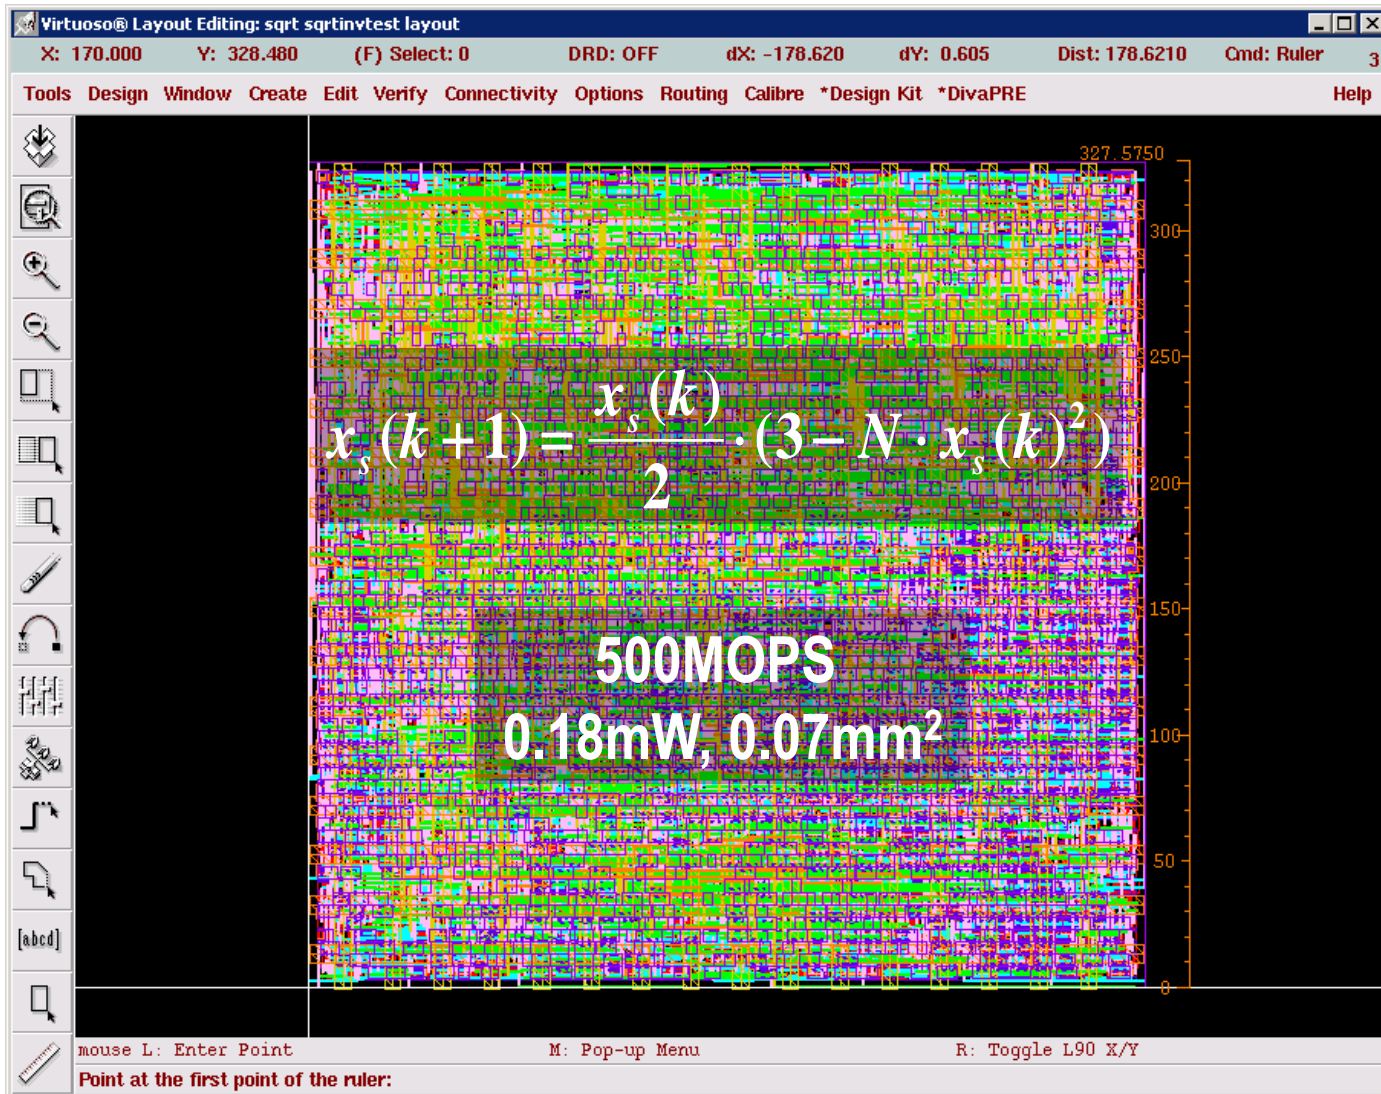 Virtuoso® Layout Editing: sqrt sqrtinvtest layout
X: 170.000 Y: 328.480 (F) Select: 0 DRD: OFF dX: -178.620 dY: 0.605 Dist: 178.6210 Cmd: Ruler 3
Tools Design Window Create Edit Verify Connectivity Options Routing Calibre *Design Kit *DivaPRE Help
327.5750
300
250
x_s(k+1) = x_s(k)/2 · (3 − N · x_s(k)²)
200
150
500MOPS
0.18mW, 0.07mm²
100
50
0
[abcd]
mouse L: Enter Point M: Pop-up Menu R: Toggle L90 X/Y
Point at the first point of the ruler: